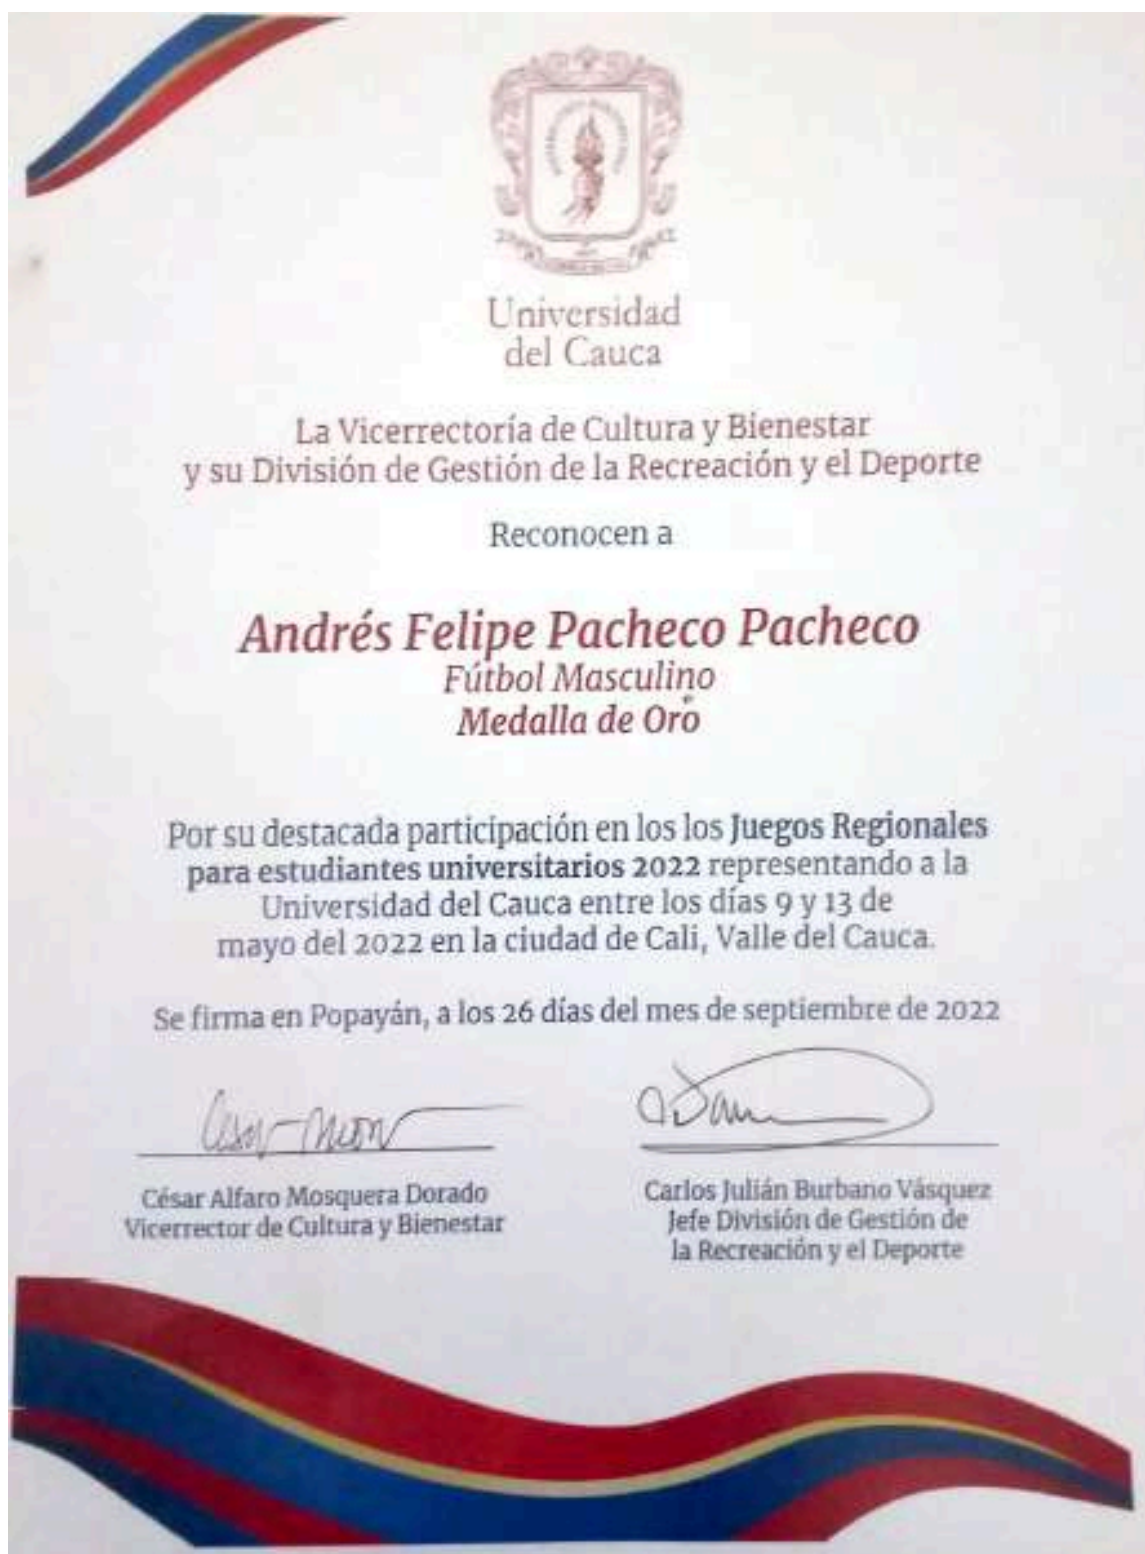 Universidad
del Cauca
La Vicerrectoría de Cultura y Bienestar
y su División de Gestión de la Recreación y el Deporte
Reconocen a
Andrés Felipe Pacheco Pacheco
Fútbol Masculino
Medalla de Oro
Por su destacada participación en los los Juegos Regionales
para estudiantes universitarios 2022 representando a la
Universidad del Cauca entre los días 9 y 13 de
mayo del 2022 en la ciudad de Cali, Valle del Cauca.
Se firma en Popayán, a los 26 días del mes de septiembre de 2022
César Alfaro Mosquera Dorado
Vicerrector de Cultura y Bienestar
Carlos Julián Burbano Vásquez
Jefe División de Gestión de
la Recreación y el Deporte